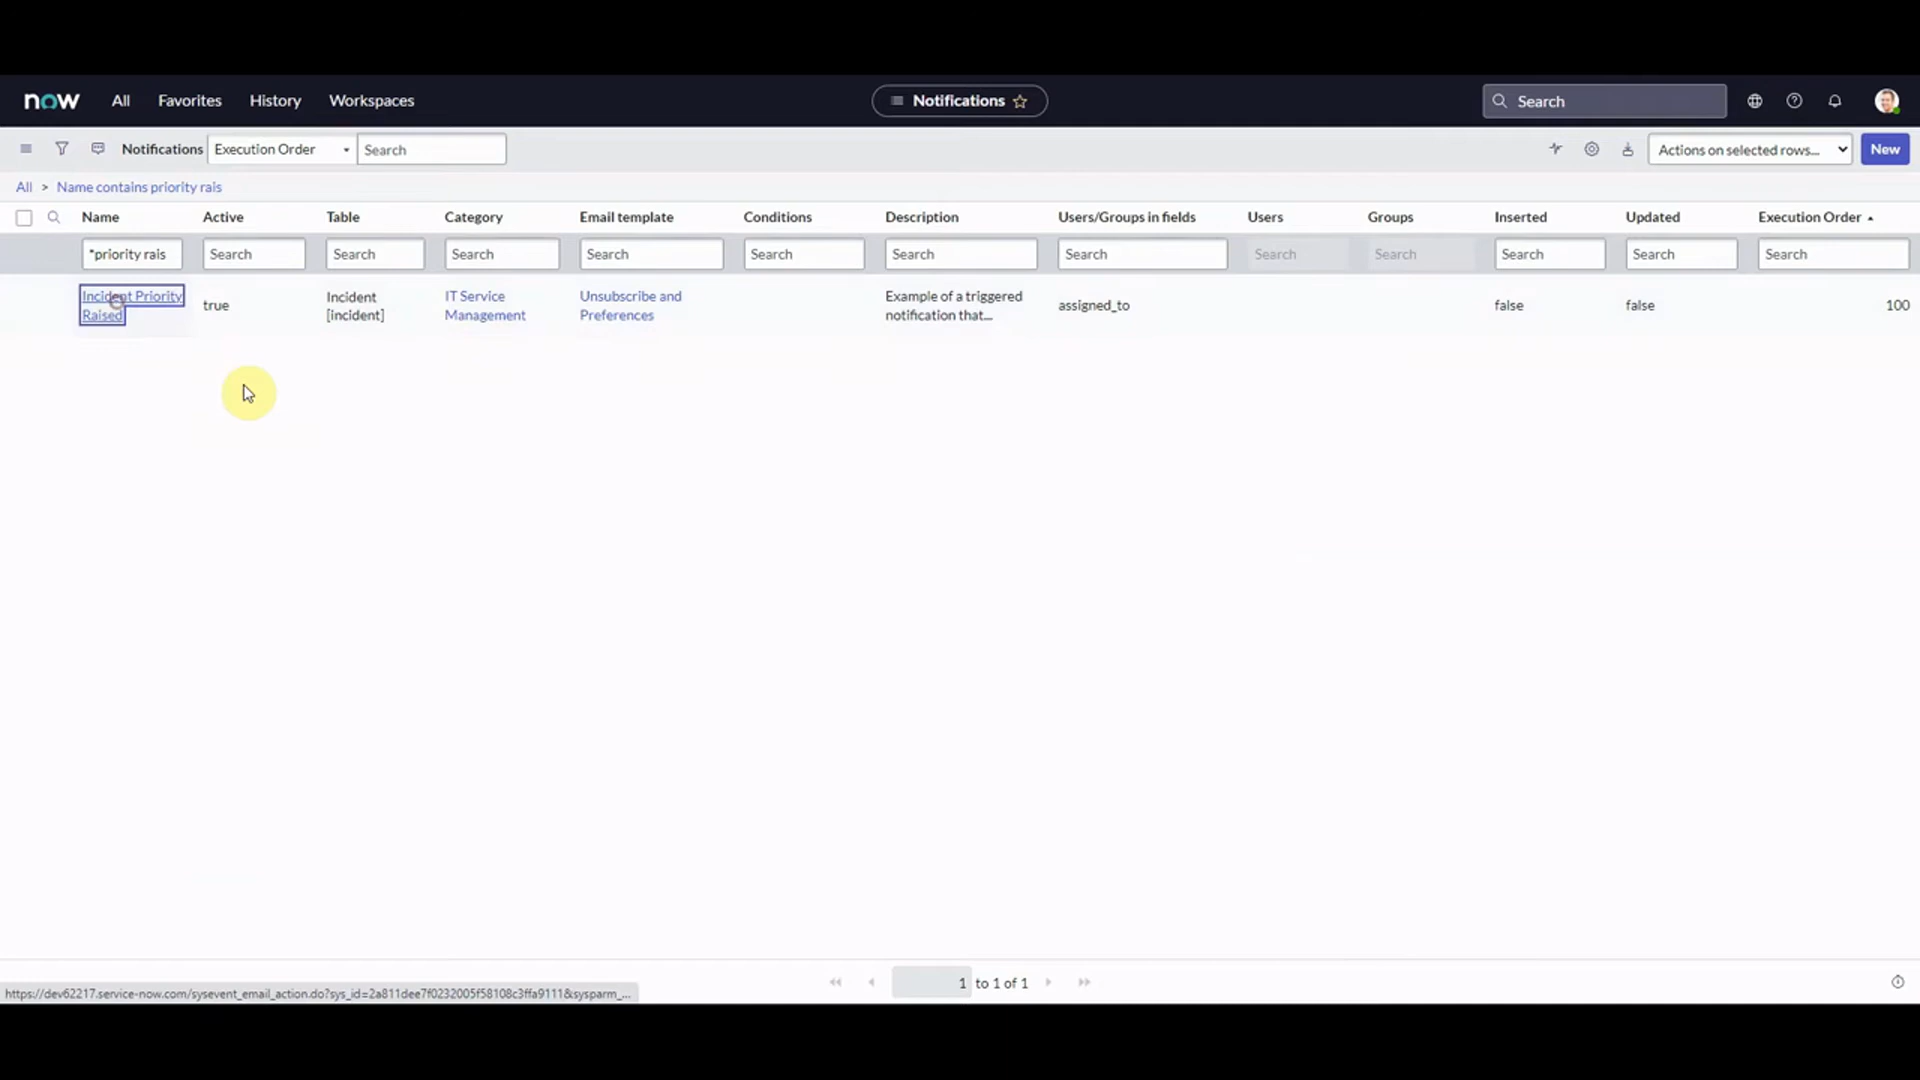 now All Favorites History Workspaces Notifications Search
Notifications Execution Order Search Actions on selected rows... New
All > Name contains priority rais
Name Active Table Category Email template Conditions Description Users/Groups in fields Users Groups Inserted Updated Execution Order
*priority rais Search Search Search Search Search Search Search Search Search Search Search Search
Incident Priority true Incident IT Service Unsubscribe and Example of a triggered assigned_to false false 100
Raised [incident] Management Preferences notification that...
1 to 1 of 1
https://dev62217.service-now.com/sysevent_email_action.do?sys_id=2a811dee7f0232005f58108c3ffa9111&sysparm_...